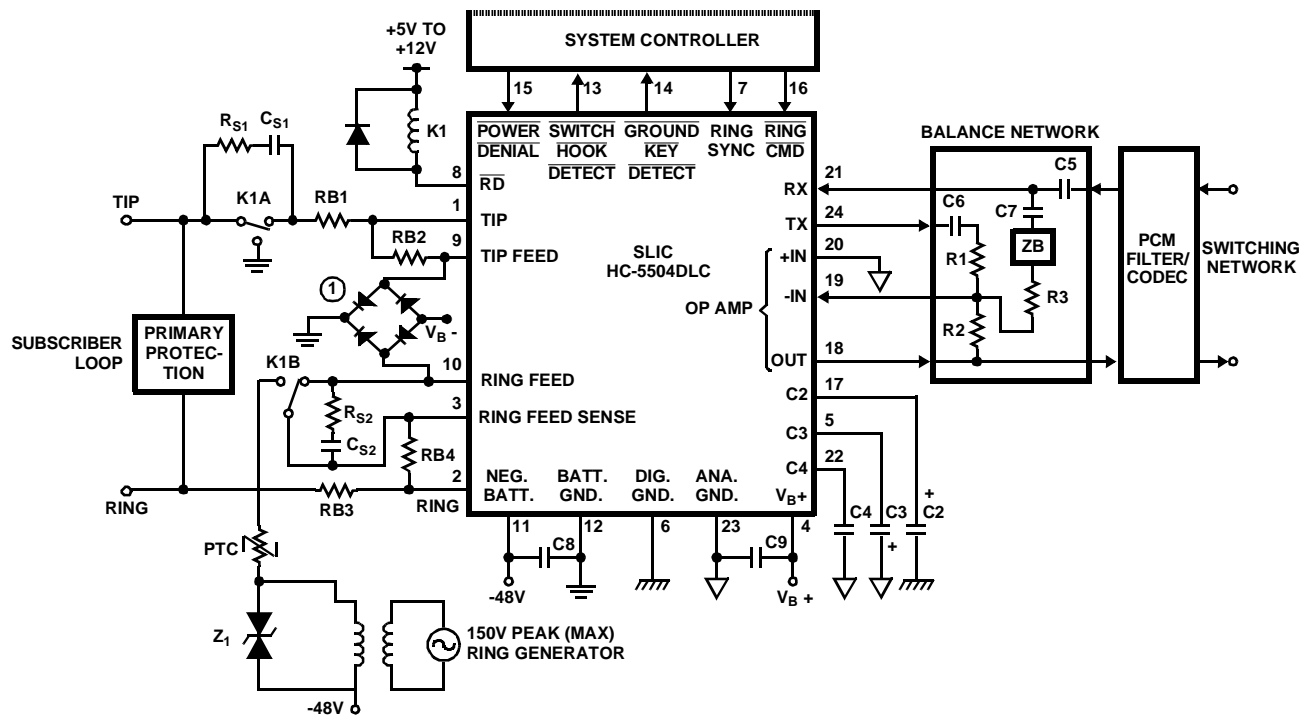 +5V TO
+12V
SYSTEM CONTROLLER
15
13
14
7
16
RS1
CS1
K1
POWER
DENIAL
SWITCH
HOOK
DETECT
GROUND
KEY
DETECT
RING
SYNC
RING
CMD
BALANCE NETWORK
8
RD
21
RX
C5
TIP
K1A
RB1
1
TIP
24
TX
C6
C7
ZB
RB2
9
TIP FEED
SLIC
HC-5504DLC
20
+IN
R1
PCM
FILTER/
CODEC
SWITCHING
NETWORK
1
19
-IN
OP AMP
R3
R2
VB -
SUBSCRIBER
LOOP
PRIMARY
PROTEC-
TION
K1B
10
RING FEED
18
OUT
RS2
CS2
3
RING FEED SENSE
17
C2
5
C3
RB4
22
C4
RING
RB3
2
RING
NEG.
BATT.
BATT.
GND.
DIG.
GND.
ANA.
GND.
VB+
11
12
6
23
4
C4
C3
+
+
C2
PTC
C8
C9
-48V
VB +
Z1
150V PEAK (MAX)
RING GENERATOR
-48V